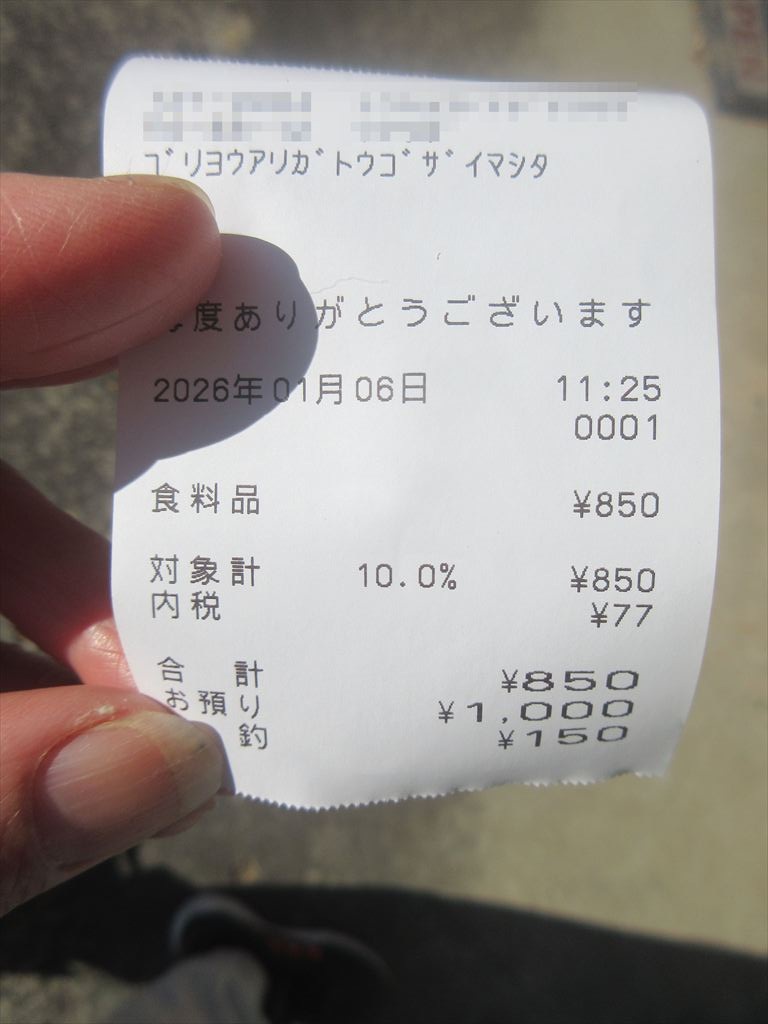 ゴリヨウアリガトウゴザイマシタ
度ありがとうございます
2026年01月06日 11:25
0001
食料品 ¥850
対象計 10.0% ¥850
内税 ¥77
合計 ¥850
お預り ¥1,000
釣 ¥150